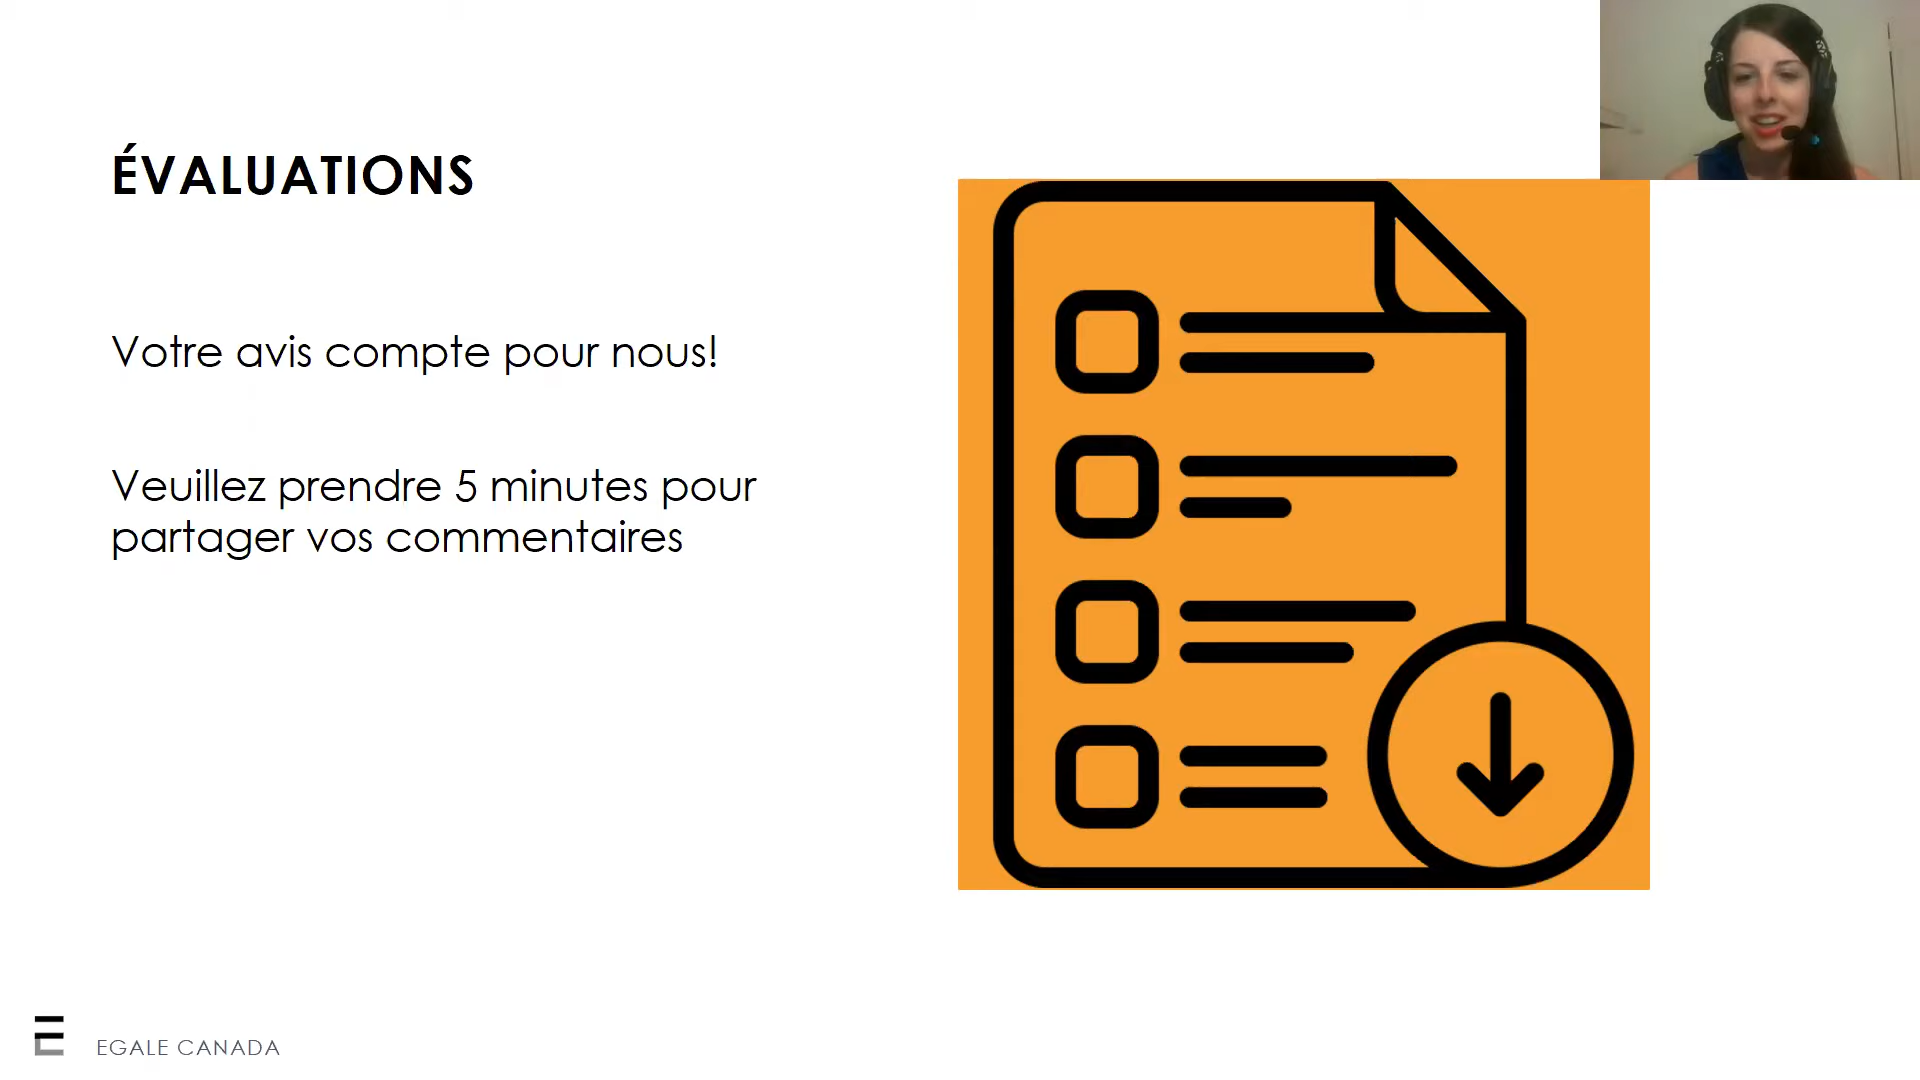 ÉVALUATIONS
Votre avis compte pour nous!
Veuillez prendre 5 minutes pour
partager vos commentaires
EGALE CANADA